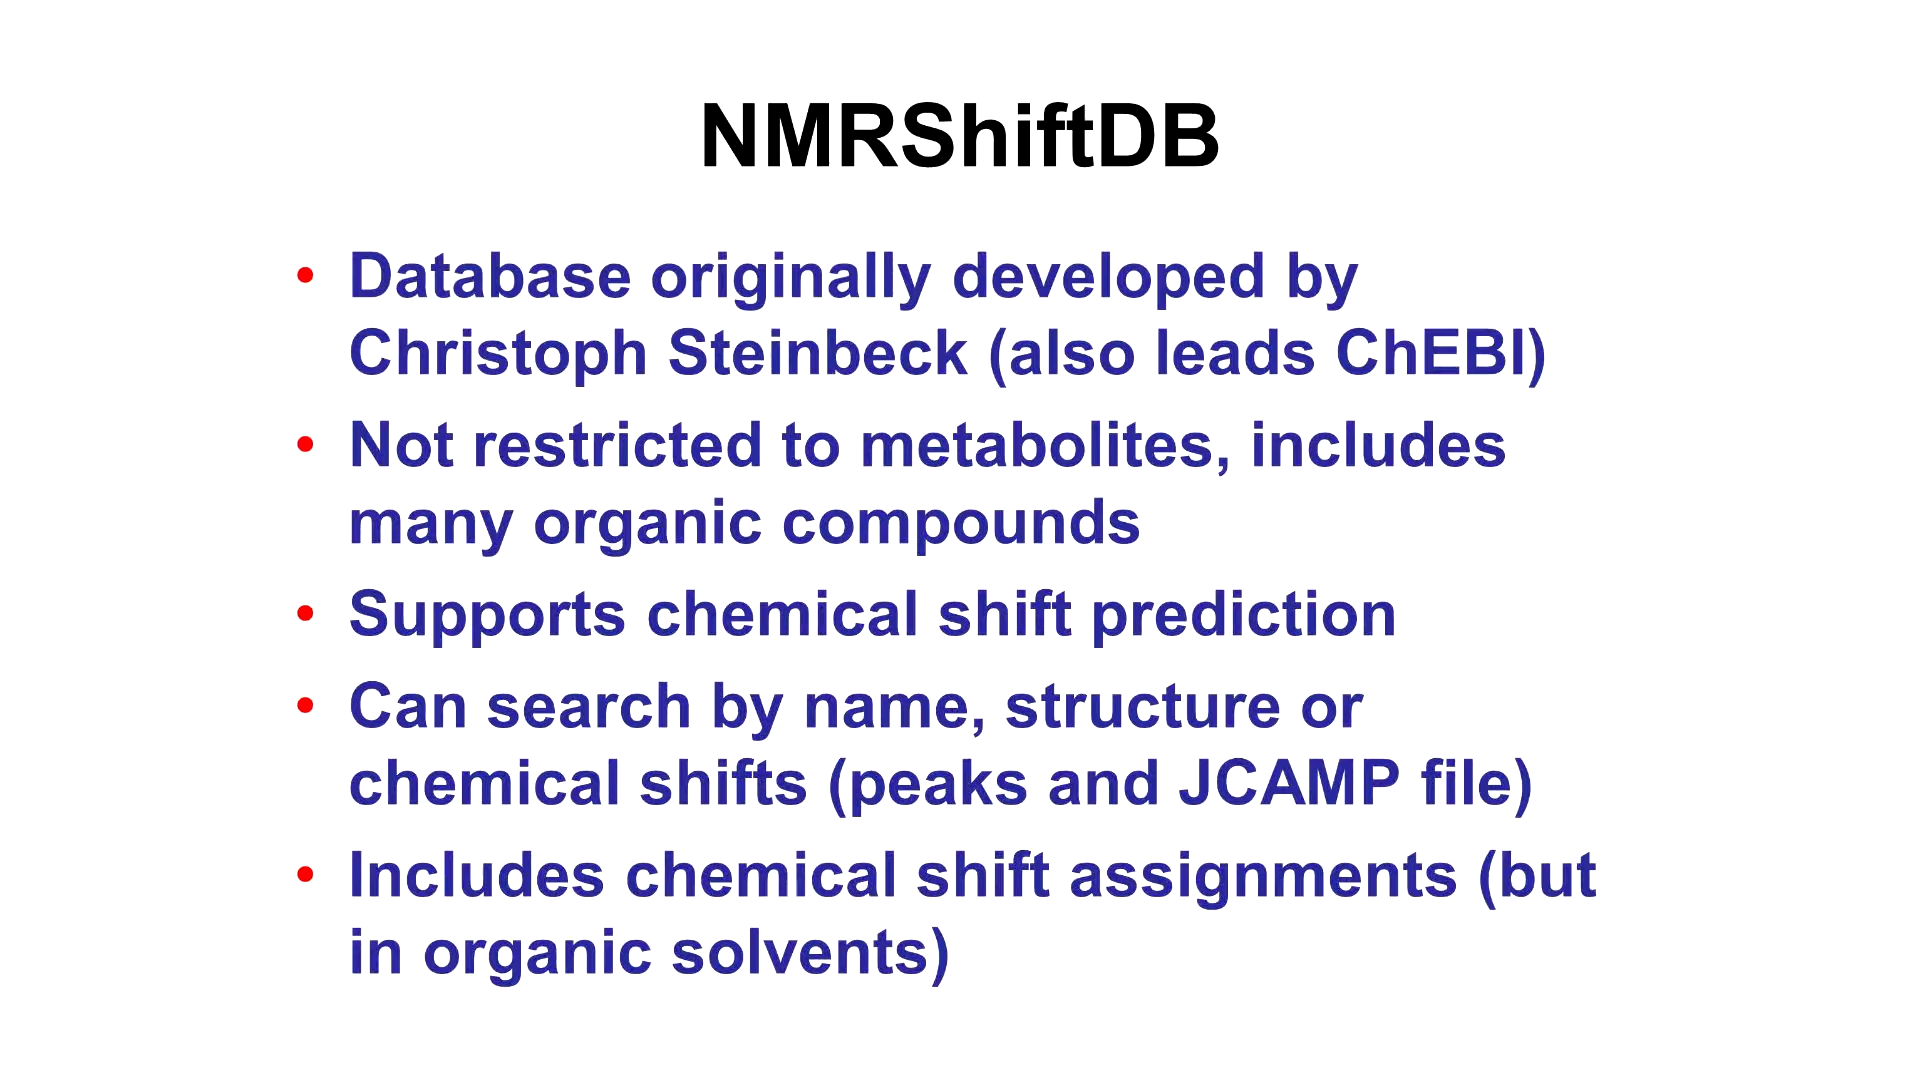 NMRShiftDB
• Database originally developed by
Christoph Steinbeck (also leads ChEBI)
• Not restricted to metabolites, includes
many organic compounds
• Supports chemical shift prediction
• Can search by name, structure or
chemical shifts (peaks and JCAMP file)
• Includes chemical shift assignments (but
in organic solvents)